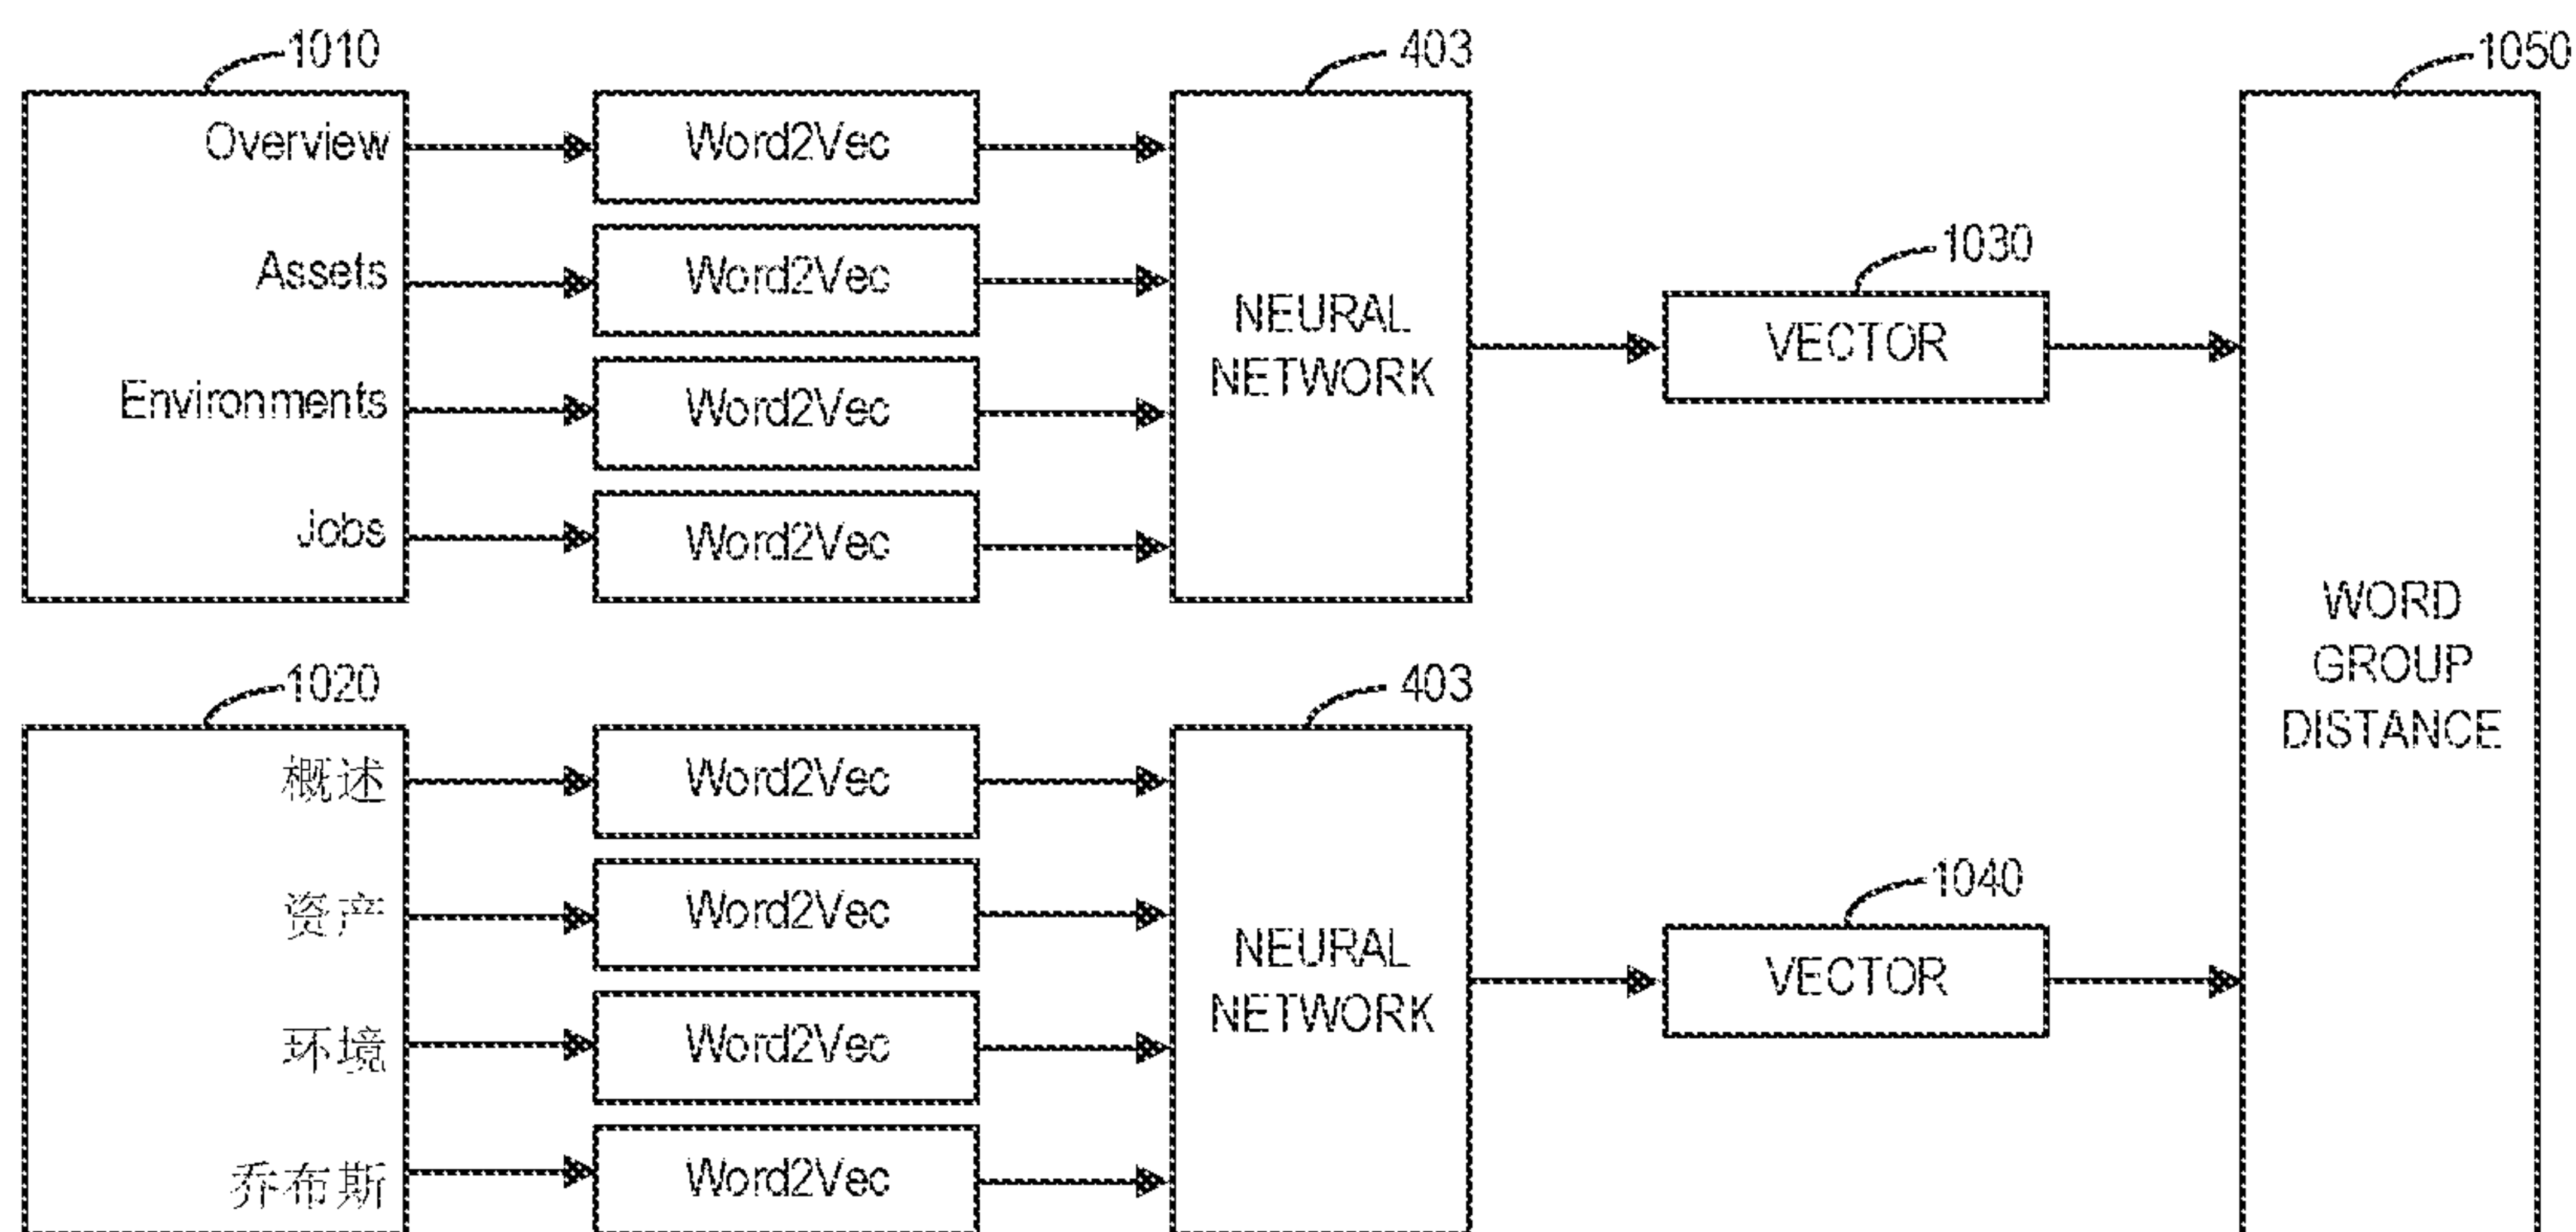 1010
403
1050
Overview
Word2Vec
Assets
Word2Vec
Environments
Word2Vec
Jobs
Word2Vec
NEURAL
NETWORK
1030
VECTOR
WORD
GROUP
DISTANCE
1020
403
概述
Word2Vec
资产
Word2Vec
环境
Word2Vec
乔布斯
Word2Vec
NEURAL
NETWORK
1040
VECTOR